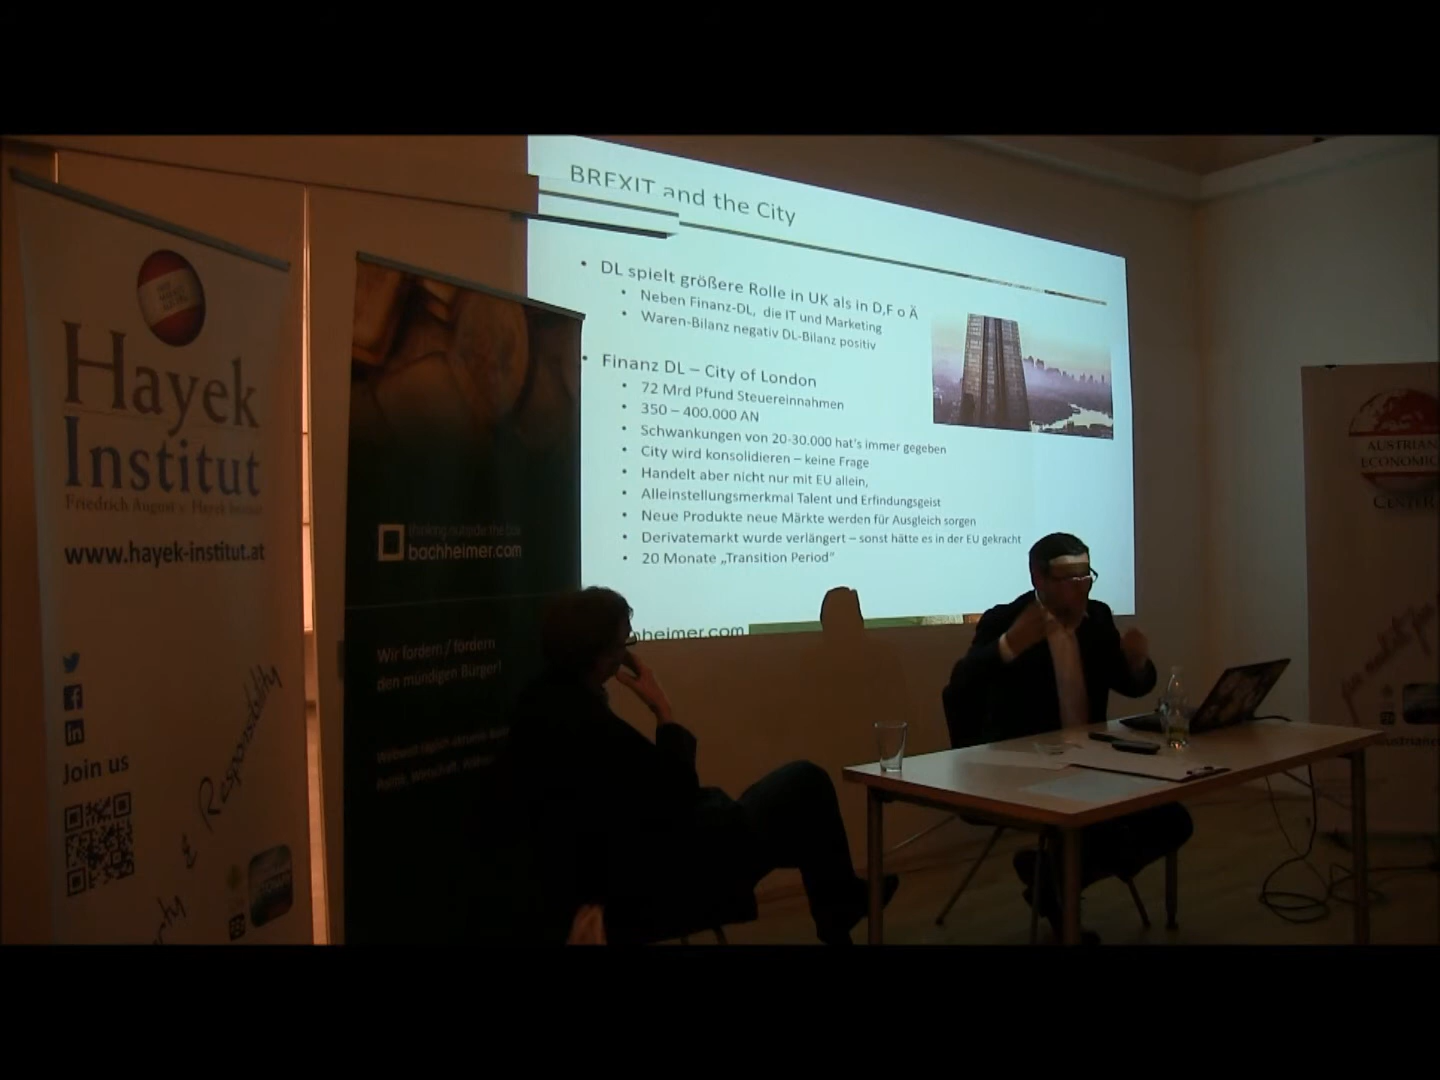 BREXIT and the City
DL spielt größere Rolle in UK als in D,F o Ä
Neben Finanz-DL, die IT und Marketing
Waren-Bilanz negativ DL-Bilanz positiv
Finanz DL – City of London
72 Mrd Pfund Steuereinnahmen
350 – 400.000 AN
Schwankungen von 20-30.000 hat's immer gegeben
City wird konsolidieren – keine Frage
Handelt aber nicht nur mit EU allein,
Alleinstellungsmerkmal Talent und Erfindungsgeist
Neue Produkte neue Märkte werden für Ausgleich sorgen
Derivatemarkt wurde verlängert – sonst hätte es in der EU gekracht
20 Monate „Transition Period"
nheimer.com
Hayek
Institut
Friedrich August v. Hayek Institut
www.hayek-institut.at
Join us
& Responsibility
thinking outside the box
bachheimer.com
Wir fordern / fördern
den mündigen Bürger!
AUSTRIAN
ECONOMICS
CENTER